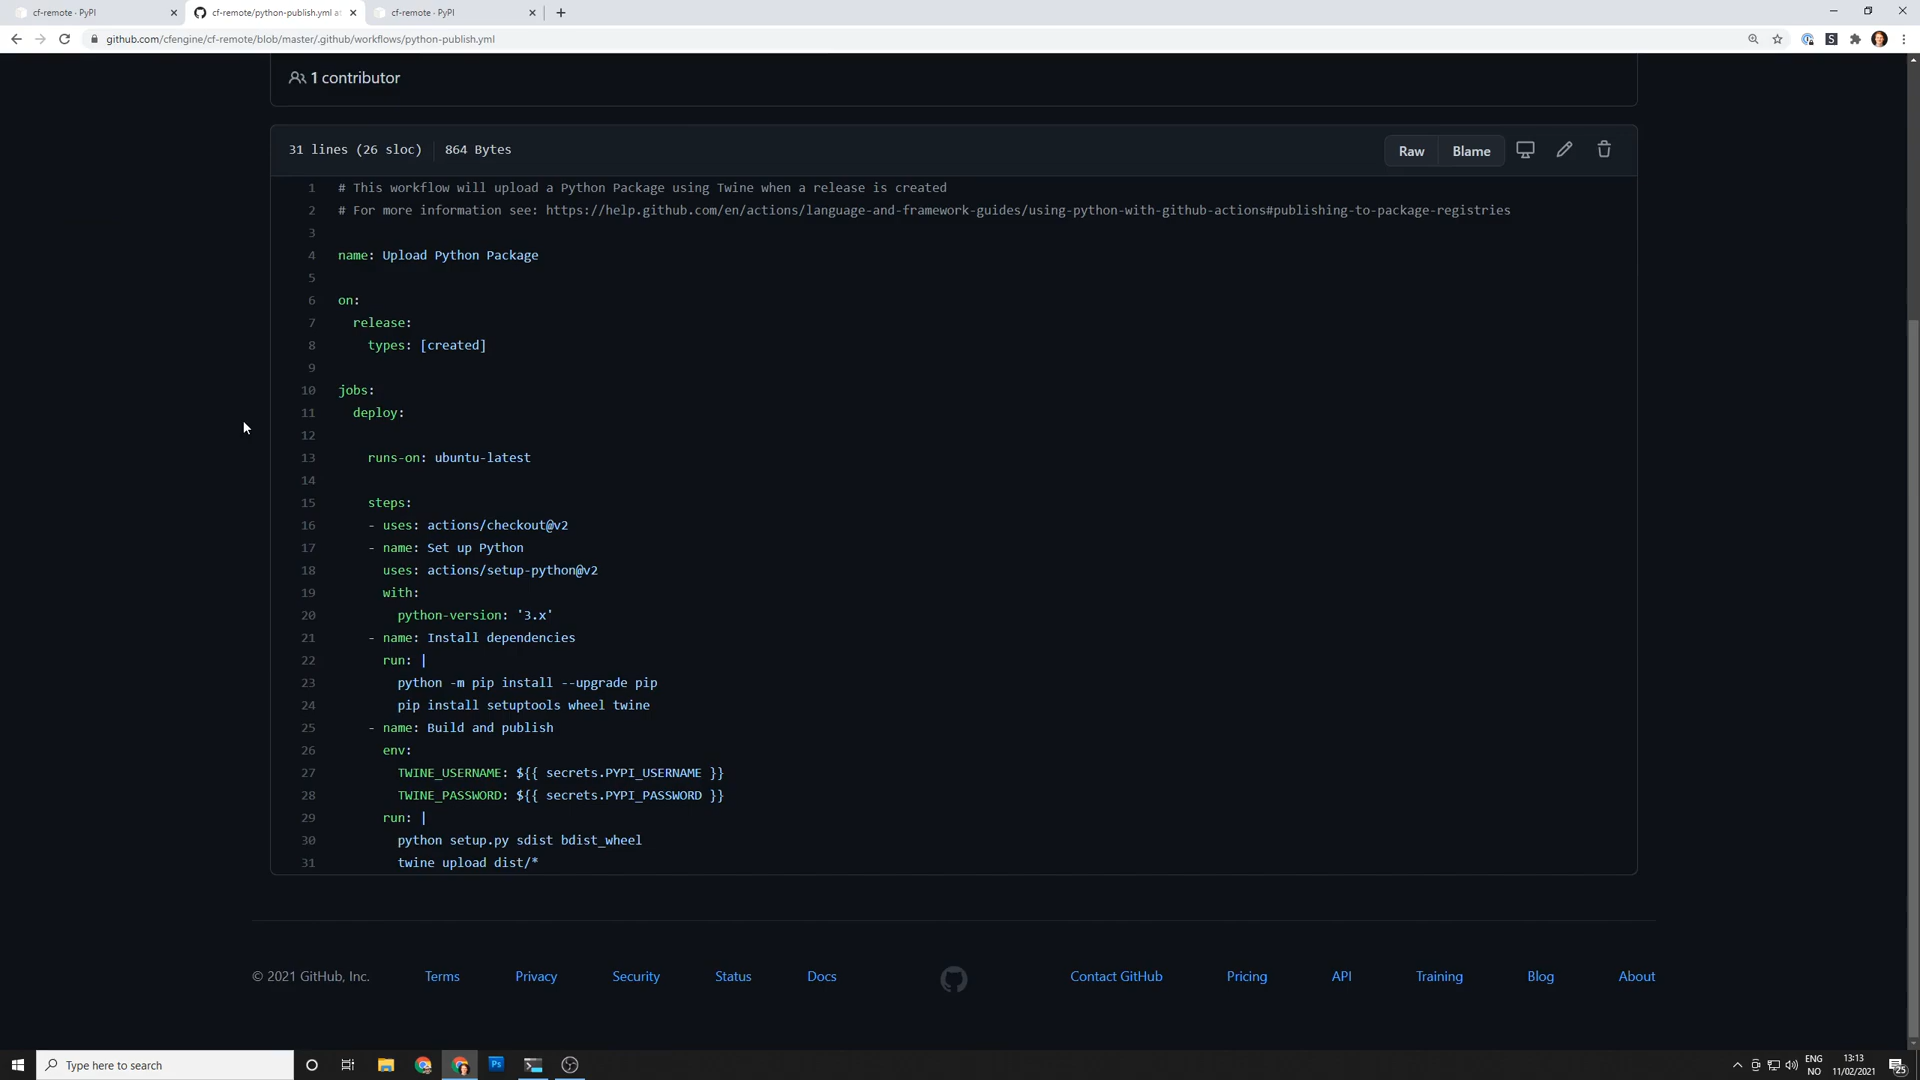 cf-remote · PyPI
cf-remote/python-publish.yml at
cf-remote · PyPI
github.com/cfengine/cf-remote/blob/master/.github/workflows/python-publish.yml
1 contributor
31 lines (26 sloc) 864 Bytes
Raw Blame
1 # This workflow will upload a Python Package using Twine when a release is created
2 # For more information see: https://help.github.com/en/actions/language-and-framework-guides/using-python-with-github-actions#publishing-to-package-registries
3
4 name: Upload Python Package
5
6 on:
7 release:
8 types: [created]
9
10 jobs:
11 deploy:
12
13 runs-on: ubuntu-latest
14
15 steps:
16 - uses: actions/checkout@v2
17 - name: Set up Python
18 uses: actions/setup-python@v2
19 with:
20 python-version: '3.x'
21 - name: Install dependencies
22 run: |
23 python -m pip install --upgrade pip
24 pip install setuptools wheel twine
25 - name: Build and publish
26 env:
27 TWINE_USERNAME: ${{ secrets.PYPI_USERNAME }}
28 TWINE_PASSWORD: ${{ secrets.PYPI_PASSWORD }}
29 run: |
30 python setup.py sdist bdist_wheel
31 twine upload dist/*
© 2021 GitHub, Inc. Terms Privacy Security Status Docs Contact GitHub Pricing API Training Blog About
Type here to search
Ps
ENG
NO
13:13
11/02/2021
25